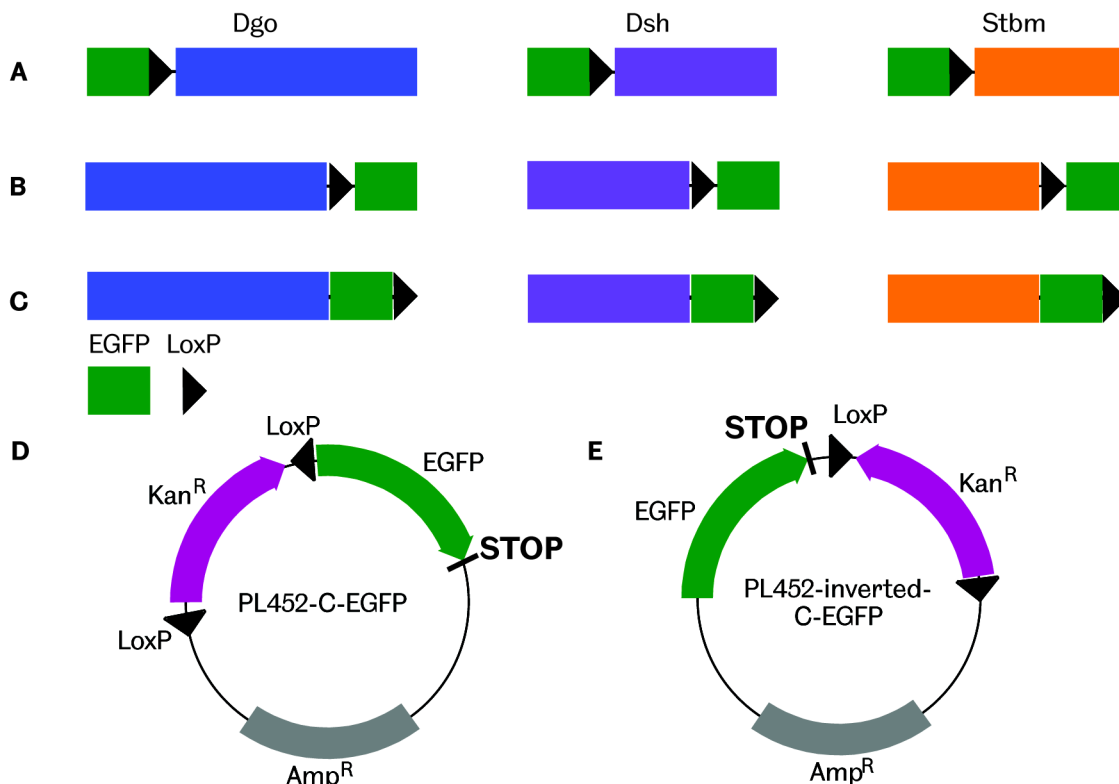 Dgo Dsh Stbm
A
B
C
EGFP LoxP
D
LoxP
EGFP
Kan^R
STOP
PL452-C-EGFP
LoxP
Amp^R
E
STOP
LoxP
Kan^R
EGFP
PL452-inverted-
C-EGFP
Amp^R